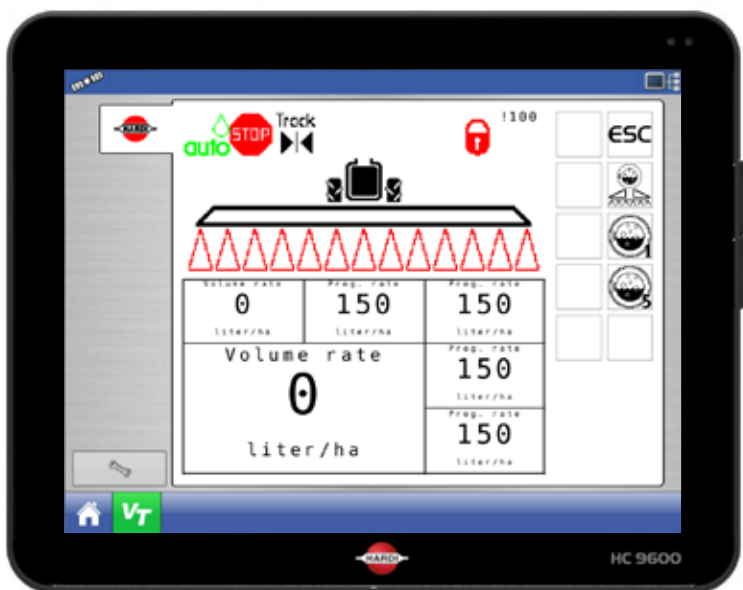 HARDI
Track
STOP
auto
!100
ESC
1
5
Volume rate
0
liter/ha
Prog. rate
150
liter/ha
Prog. rate
150
liter/ha
Volume rate
0
liter/ha
Prog. rate
150
liter/ha
Prog. rate
150
liter/ha
VT
HARDI
HC 9600